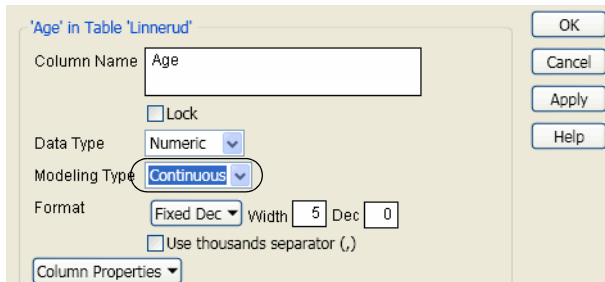 'Age' in Table 'Linnerud'
Column Name Age
Lock
Data Type Numeric
Modeling Type Continuous
Format Fixed Dec Width 5 Dec 0
Use thousands separator (,)
Column Properties
OK
Cancel
Apply
Help